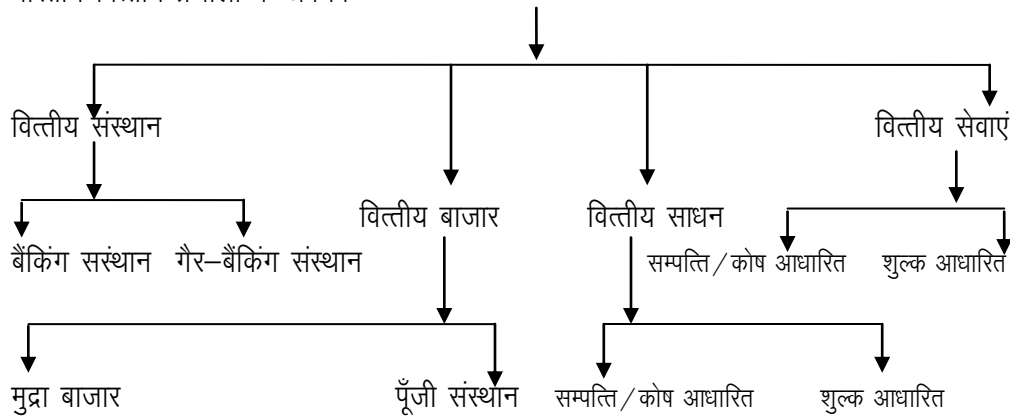 वित्तीय संस्थान
वित्तीय सेवाएं
वित्तीय बाजार
वित्तीय साधन
बैंकिंग सस्थान
गैर–बैंकिंग संस्थान
सम्पत्ति/कोष आधारित
शुल्क आधारित
मुद्रा बाजार
पूँजी संस्थान
सम्पत्ति/कोष आधारित
शुल्क आधारित